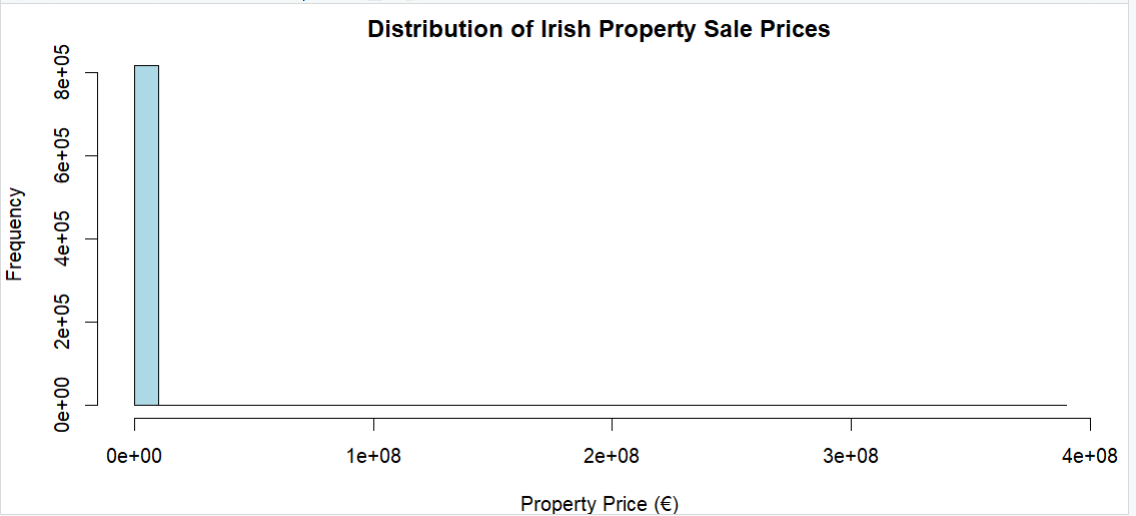 Distribution of Irish Property Sale Prices
Frequency
8e+05
6e+05
4e+05
2e+05
0e+00
0e+00 1e+08 2e+08 3e+08 4e+08
Property Price (€)